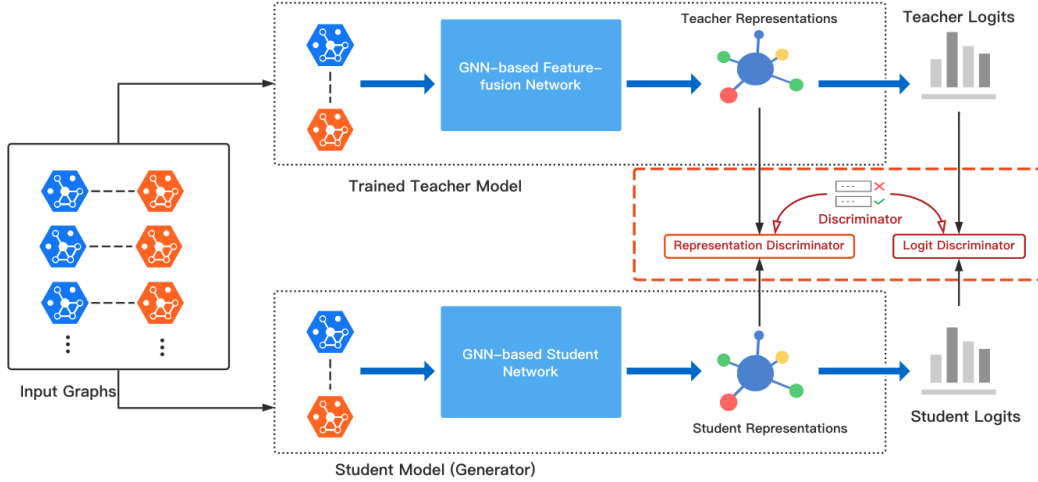 Teacher Representations
Teacher Logits
GNN-based Feature-
fusion Network
Trained Teacher Model
Discriminator
Representation Discriminator
Logit Discriminator
Input Graphs
GNN-based Student
Network
Student Representations
Student Logits
Student Model (Generator)